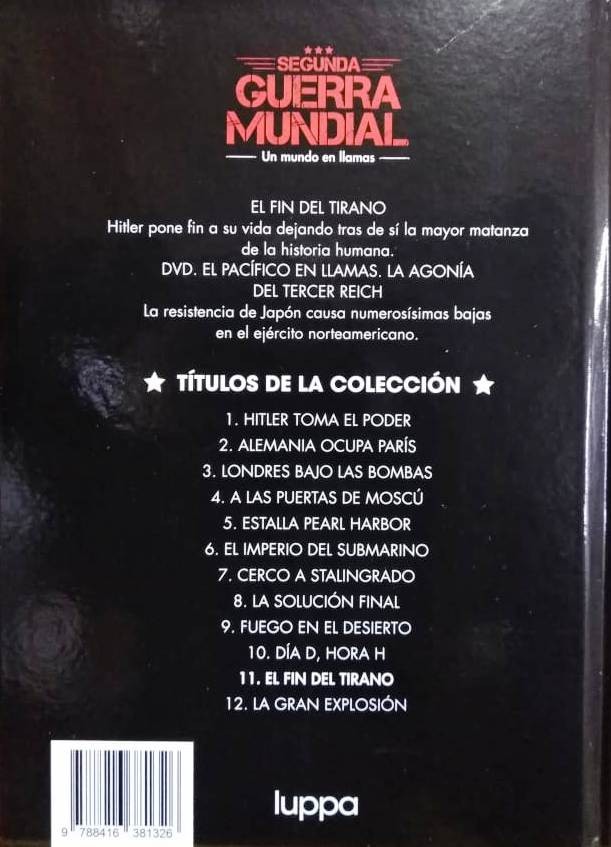 SEGUNDA
GUERRA
MUNDIAL
Un mundo en llamas
EL FIN DEL TIRANO
Hitler pone fin a su vida dejando tras de sí la mayor matanza
de la historia humana.
DVD. EL PACÍFICO EN LLAMAS. LA AGONÍA
DEL TERCER REICH
La resistencia de Japón causa numerosísimas bajas
en el ejército norteamericano.
★ TÍTULOS DE LA COLECCIÓN ★
1. HITLER TOMA EL PODER
2. ALEMANIA OCUPA PARÍS
3. LONDRES BAJO LAS BOMBAS
4. A LAS PUERTAS DE MOSCÚ
5. ESTALLA PEARL HARBOR
6. EL IMPERIO DEL SUBMARINO
7. CERCO A STALINGRADO
8. LA SOLUCIÓN FINAL
9. FUEGO EN EL DESIERTO
10. DÍA D, HORA H
11. EL FIN DEL TIRANO
12. LA GRAN EXPLOSIÓN
9 788416 381326
luppa